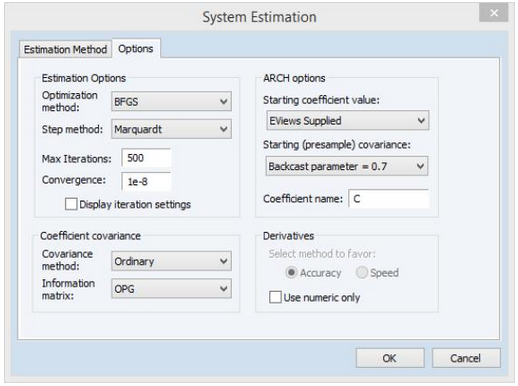 System Estimation
Estimation Method Options
Estimation Options
Optimization method: BFGS
Step method: Marquardt
Max Iterations: 500
Convergence: 1e-8
Display iteration settings
ARCH options
Starting coefficient value:
EViews Supplied
Starting (presample) covariance:
Backcast parameter = 0.7
Coefficient name: C
Coefficient covariance
Covariance method: Ordinary
Information matrix: OPG
Derivatives
Select method to favor:
Accuracy Speed
Use numeric only
OK Cancel